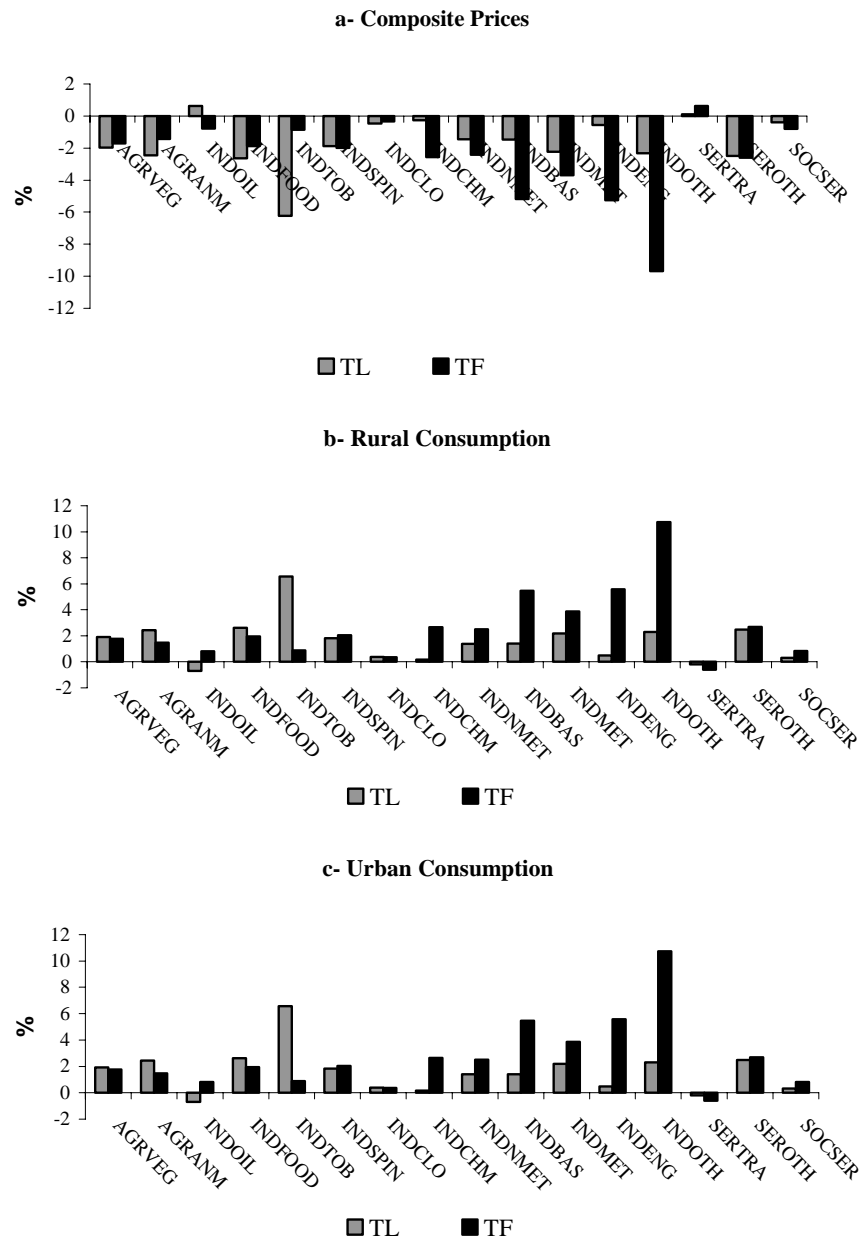 a- Composite Prices
2
0
-2
-4
-6
-8
-10
-12
%
AGRVEG
AGRANM
INDOIL
INDFOOD
INDTOB
INDSPIN
INDCLO
INDCHM
INDNMET
INDBAS
INDMET
INDENG
INDOTH
SERTRA
SEROTH
SOCSER
TL TF
b- Rural Consumption
12
10
8
6
4
2
0
-2
%
AGRVEG
AGRANM
INDOIL
INDFOOD
INDTOB
INDSPIN
INDCLO
INDCHM
INDNMET
INDBAS
INDMET
INDENG
INDOTH
SERTRA
SEROTH
SOCSER
TL TF
c- Urban Consumption
12
10
8
6
4
2
0
-2
%
AGRVEG
AGRANM
INDOIL
INDFOOD
INDTOB
INDSPIN
INDCLO
INDCHM
INDNMET
INDBAS
INDMET
INDENG
INDOTH
SERTRA
SEROTH
SOCSER
TL TF